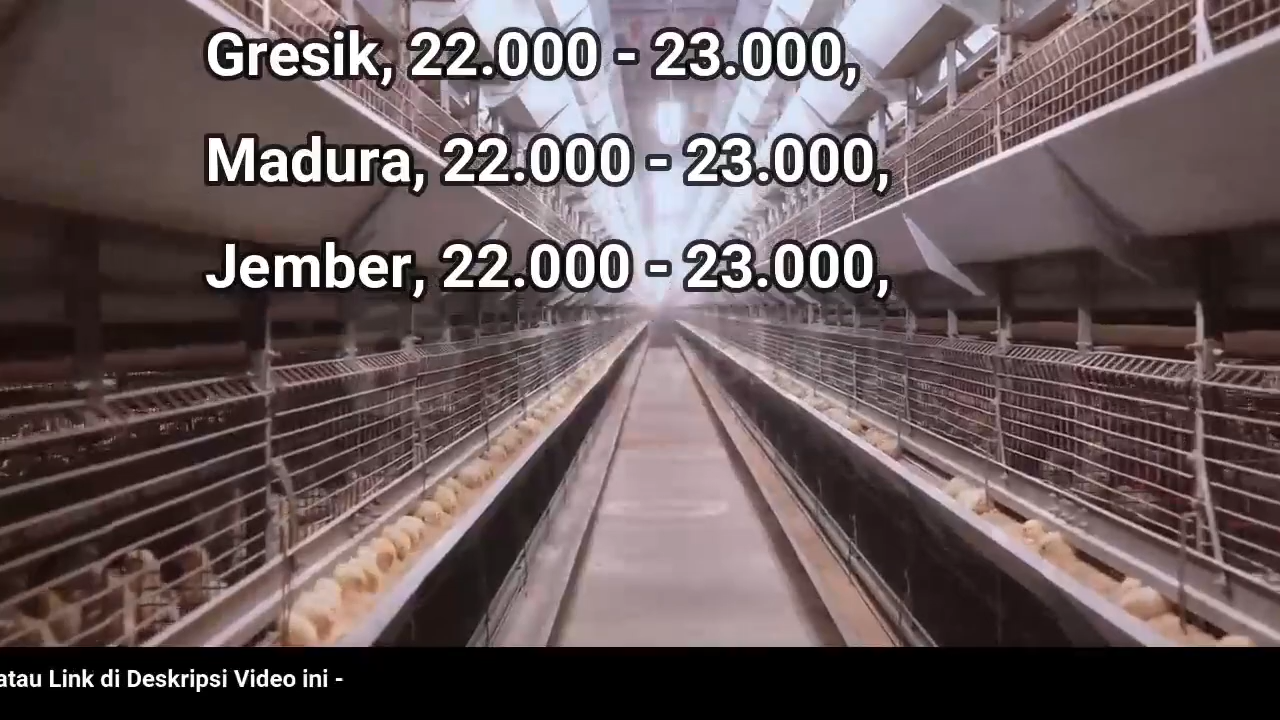 Gresik, 22.000 - 23.000,
Madura, 22.000 - 23.000,
Jember, 22.000 - 23.000,
atau Link di Deskripsi Video ini -